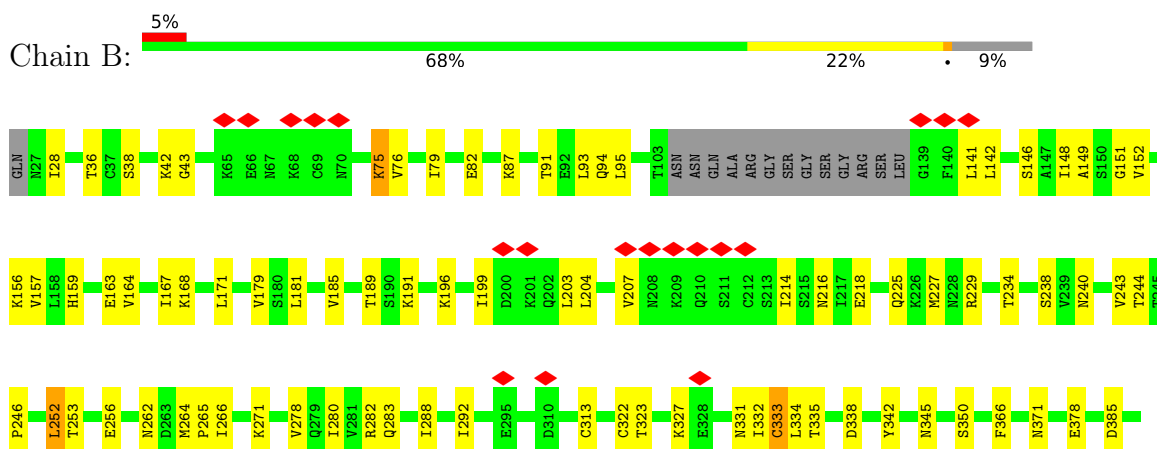 5%
Chain B:
68% 22% • 9%
GLN N27 I28 T36 C37 S38 K42 G43 K65 E66 N67 K68 C69 N70 K75 V76 I79 E82 K87 T91 E92 L93 Q94 L95 T103 ASN ASN GLN ALA ARG GLY SER GLY SER GLY ARG SER LEU G139 F140 L141 L142 S146 A147 I148 A149 S150 G151 V152
K156 V157 L158 H159 E163 V164 I167 K168 L171 V179 S180 L181 V185 T189 S190 K191 K196 I199 D200 K201 Q202 L203 L204 V207 N208 K209 Q210 S211 C212 S213 I214 S215 N216 I217 E218 Q225 K226 M227 N228 R229 T234 S238 V239 N240 V243 T244 T245
P246 L252 T253 E256 N262 D263 M264 P265 I266 K271 V278 Q279 I280 V281 R282 Q283 I288 I292 E295 D310 C313 C322 T323 K327 E328 N331 I332 C333 L334 T335 D338 Y342 N345 S350 F366 N371 E378 D385